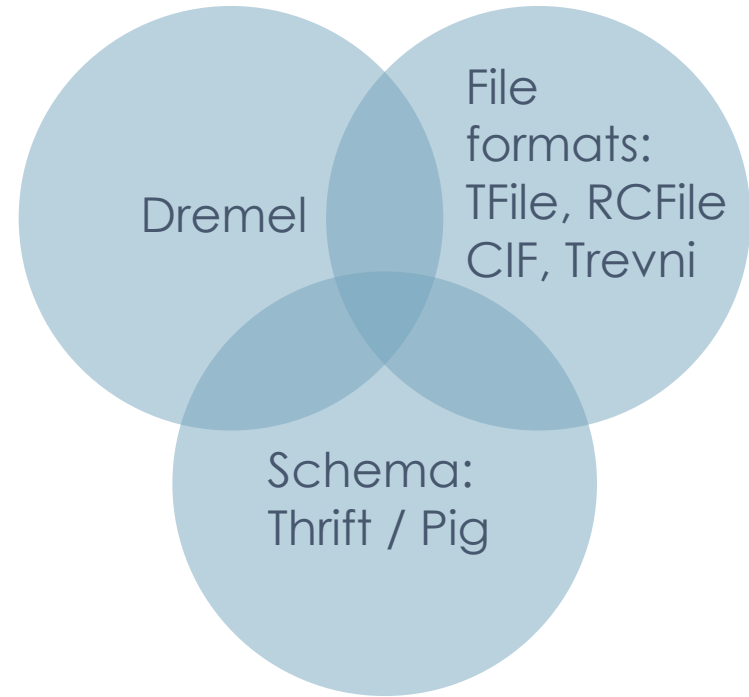 Dremel
File
formats:
TFile, RCFile
CIF, Trevni
Schema:
Thrift / Pig